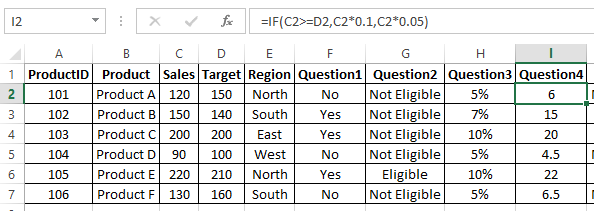 I2 fx =IF(C2>=D2,C2*0.1,C2*0.05)
A B C D E F G H I
1 ProductID Product Sales Target Region Question1 Question2 Question3 Question4
2 101 Product A 120 150 North No Not Eligible 5% 6
3 102 Product B 150 140 South Yes Not Eligible 7% 15
4 103 Product C 200 200 East Yes Not Eligible 10% 20
5 104 Product D 90 100 West No Not Eligible 5% 4.5
6 105 Product E 220 210 North Yes Eligible 10% 22
7 106 Product F 130 160 South No Not Eligible 5% 6.5